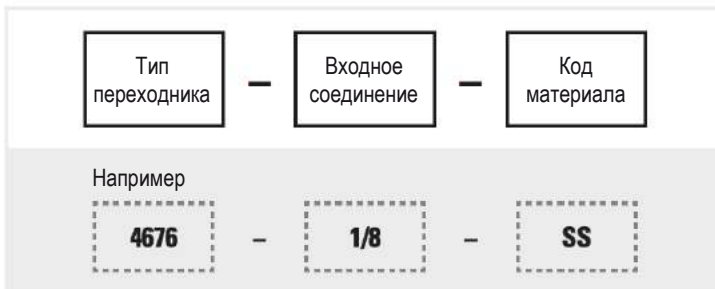 Тип
переходника
–
Входное
соединение
–
Код
материала
Например
4676 – 1/8 – SS